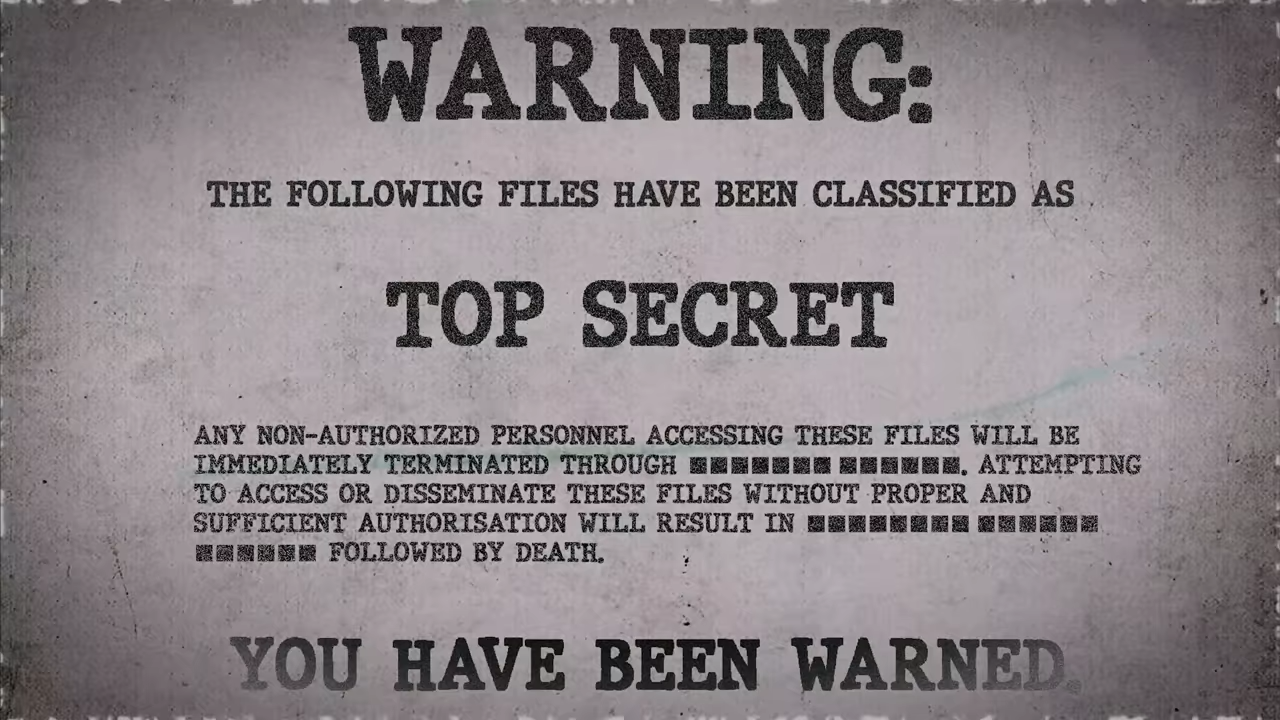 WARNING:
THE FOLLOWING FILES HAVE BEEN CLASSIFIED AS
TOP SECRET
ANY NON-AUTHORIZED PERSONNEL ACCESSING THESE FILES WILL BE
IMMEDIATELY TERMINATED THROUGH ■■■■■■■ ■■■■■■. ATTEMPTING
TO ACCESS OR DISSEMINATE THESE FILES WITHOUT PROPER AND
SUFFICIENT AUTHORISATION WILL RESULT IN ■■■■■■■■ ■■■■■■
■■■■■■ FOLLOWED BY DEATH.
YOU HAVE BEEN WARNED.